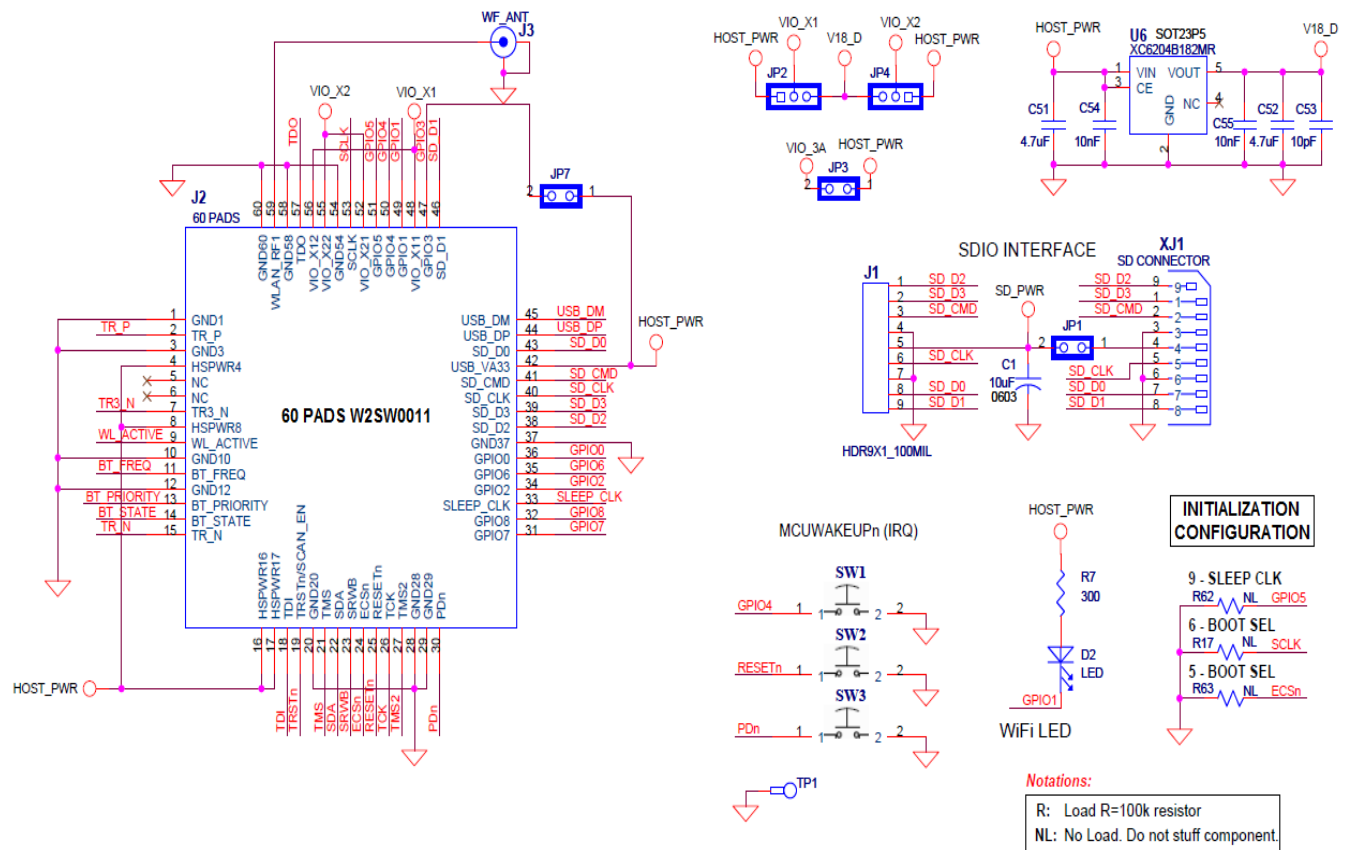 WF_ANT
J3
VIO_X2
VIO_X1
TDO
SCLK
GPIO5
GPIO4
GPIO1
GPIO3
SD_D1
J2
60 PADS
60 59 58 57 56 55 54 53 52 51 50 49 48 47 46
GND60
WLAN_RF1
GND58
TDO
VIO_X12
VIO_X22
GND54
SCLK
VIO_X21
GPIO5
GPIO4
GPIO1
VIO_X11
GPIO3
SD_D1
2 JP7 1
1 GND1
TR_P 2 TR_P
3 GND3
4 HSPWR4
5 NC
6 NC
TR3_N 7 TR3_N
8 HSPWR8
WL_ACTIVE 9 WL_ACTIVE
10 GND10
BT_FREQ 11 BT_FREQ
12 GND12
BT_PRIORITY 13 BT_PRIORITY
BT_STATE 14 BT_STATE
TR_N 15 TR_N
60 PADS W2SW0011
USB_DM 45 USB_DM
USB_DP 44 USB_DP
SD_D0 43 SD_D0
USB_VA33 42
HOST_PWR
SD_CMD 41 SD_CMD
SD_CLK 40 SD_CLK
SD_D3 39 SD_D3
SD_D2 38 SD_D2
GND37 37
GPIO0 36 GPIO0
GPIO6 35 GPIO6
GPIO2 34 GPIO2
SLEEP_CLK 33 SLEEP_CLK
GPIO8 32 GPIO8
GPIO7 31 GPIO7
HSPWR16
HSPWR17
TDI
TRSTn/SCAN_EN
GND20
TMS
SDA
SRWB
ECSn
RESETn
TCK
TMS2
GND28
GND29
PDn
16 17 18 19 20 21 22 23 24 25 26 27 28 29 30
HOST_PWR
TDI
TRSTn
TMS
SDA
SRWB
ECSn
RESETn
TCK
TMS2
PDn
VIO_X1
VIO_X2
HOST_PWR
V18_D
HOST_PWR
JP2
JP4
VIO_3A
HOST_PWR
2 JP3 1
HOST_PWR
U6 SOT23P5
XC6204B182MR
V18_D
1 VIN VOUT 5
3 CE
NC 4
GND
2
C51
4.7uF
C54
10nF
C55
10nF
C52
4.7uF
C53
10pF
SDIO INTERFACE
J1
1 SD_D2
2 SD_D3
3 SD_CMD
4
5
6 SD_CLK
7
8 SD_D0
9 SD_D1
HDR9X1_100MIL
SD_PWR
2 JP1 1
C1
10uF
0603
XJ1
SD CONNECTOR
SD_D2 9 9
SD_D3 1 1
SD_CMD 2 2
3 3
4 4
SD_CLK 5 5
6 6
SD_D0 7 7
SD_D1 8 8
MCUWAKEUPn (IRQ)
SW1
GPIO4 1 1 2 2
SW2
RESETn 1 1 2 2
SW3
PDn 1 1 2 2
TP1
HOST_PWR
R7
300
D2
LED
GPIO1
WiFi LED
INITIALIZATION
CONFIGURATION
9 - SLEEP CLK
R62 NL GPIO5
6 - BOOT SEL
R17 NL SCLK
5 - BOOT SEL
R63 NL ECSn
Notations:
R: Load R=100k resistor
NL: No Load. Do not stuff component.